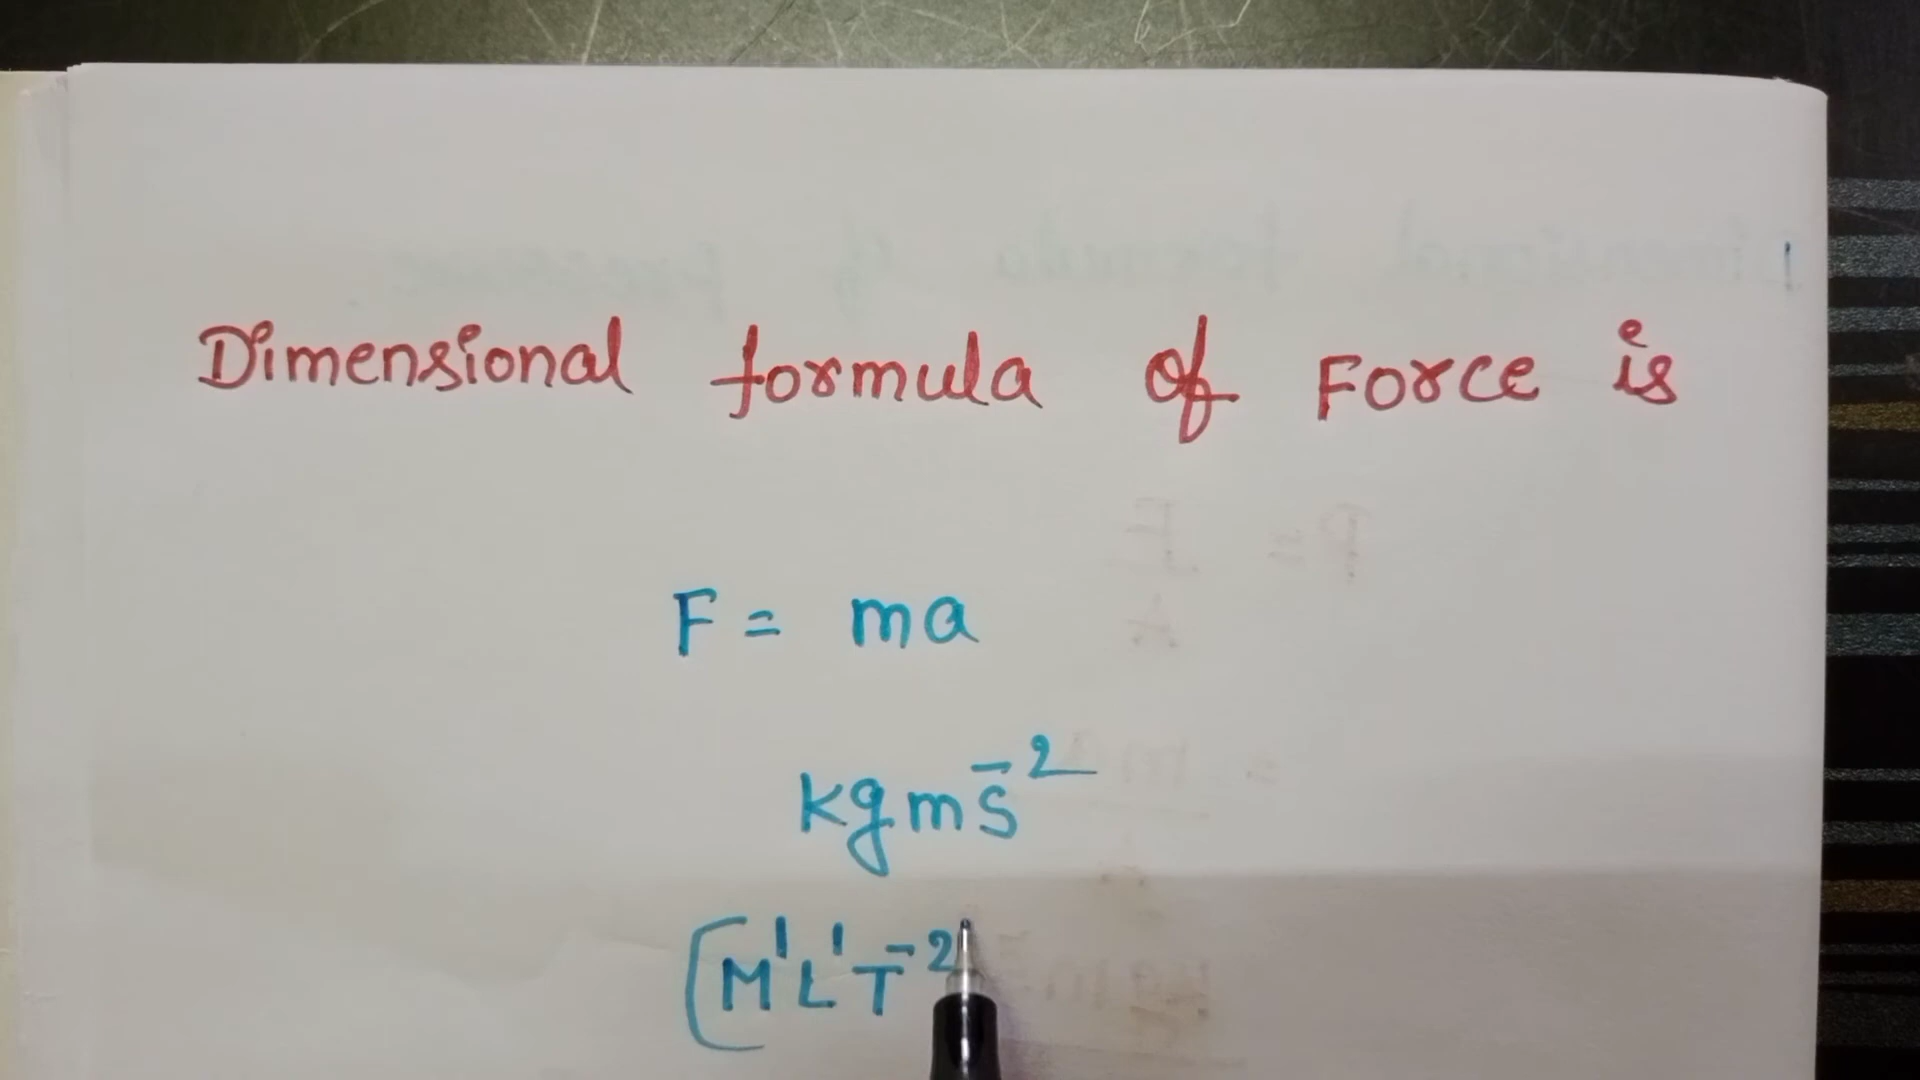 Dimensional formula of Force is
F = ma
kgms⁻²
[M¹L¹T⁻²